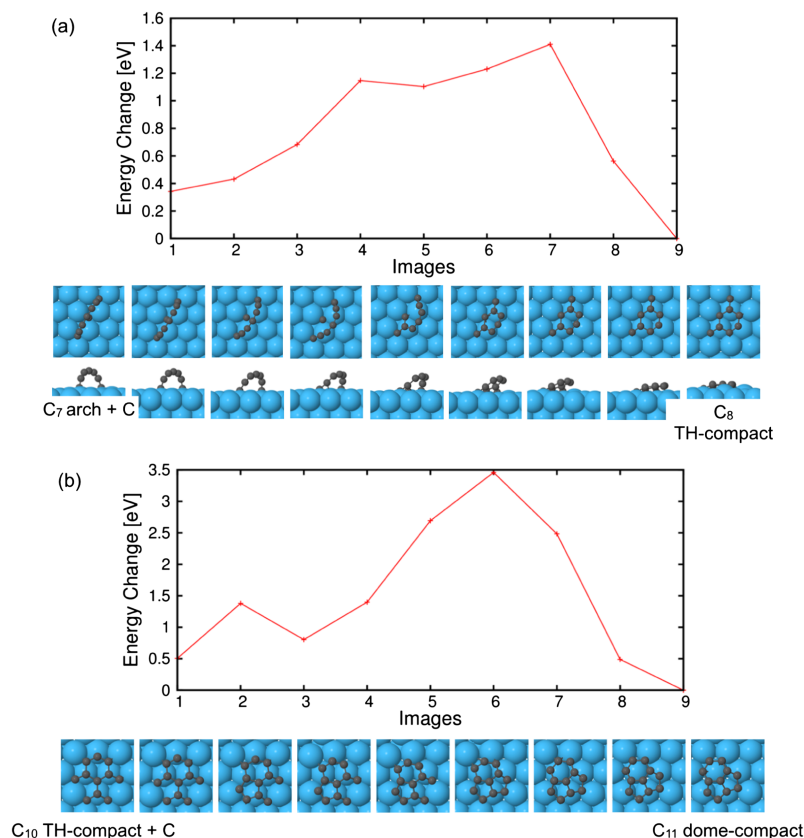 (a)
1.6
1.4
1.2
1
0.8
0.6
0.4
0.2
0
Energy Change [eV]
1 2 3 4 5 6 7 8 9
Images
C₇ arch + C
C₈
TH-compact
(b)
3.5
3
2.5
2
1.5
1
0.5
0
Energy Change [eV]
1 2 3 4 5 6 7 8 9
Images
C₁₀ TH-compact + C
C₁₁ dome-compact